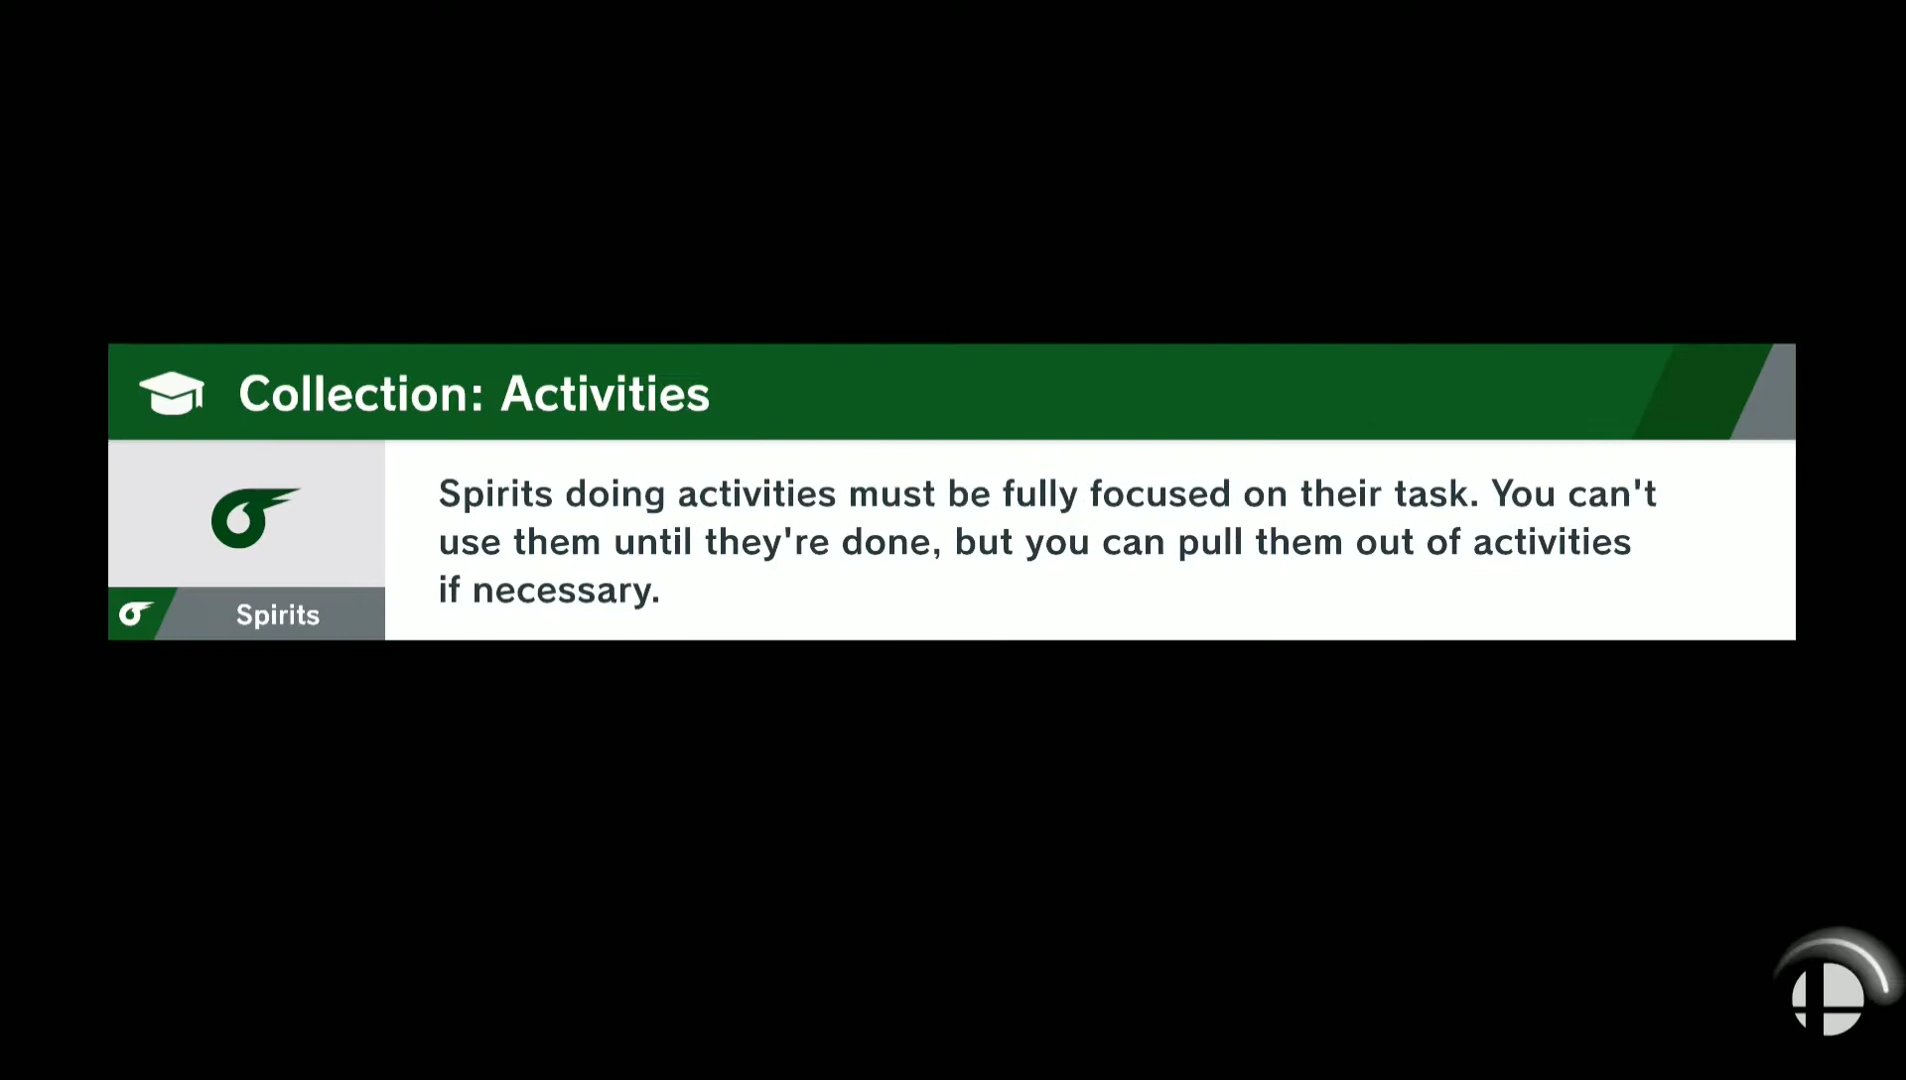 Collection: Activities
Spirits doing activities must be fully focused on their task. You can't
use them until they're done, but you can pull them out of activities
if necessary.
Spirits